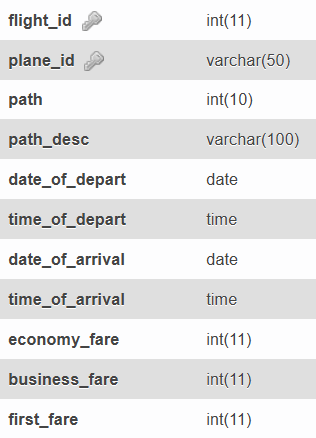 flight_id int(11)
plane_id varchar(50)
path int(10)
path_desc varchar(100)
date_of_depart date
time_of_depart time
date_of_arrival date
time_of_arrival time
economy_fare int(11)
business_fare int(11)
first_fare int(11)